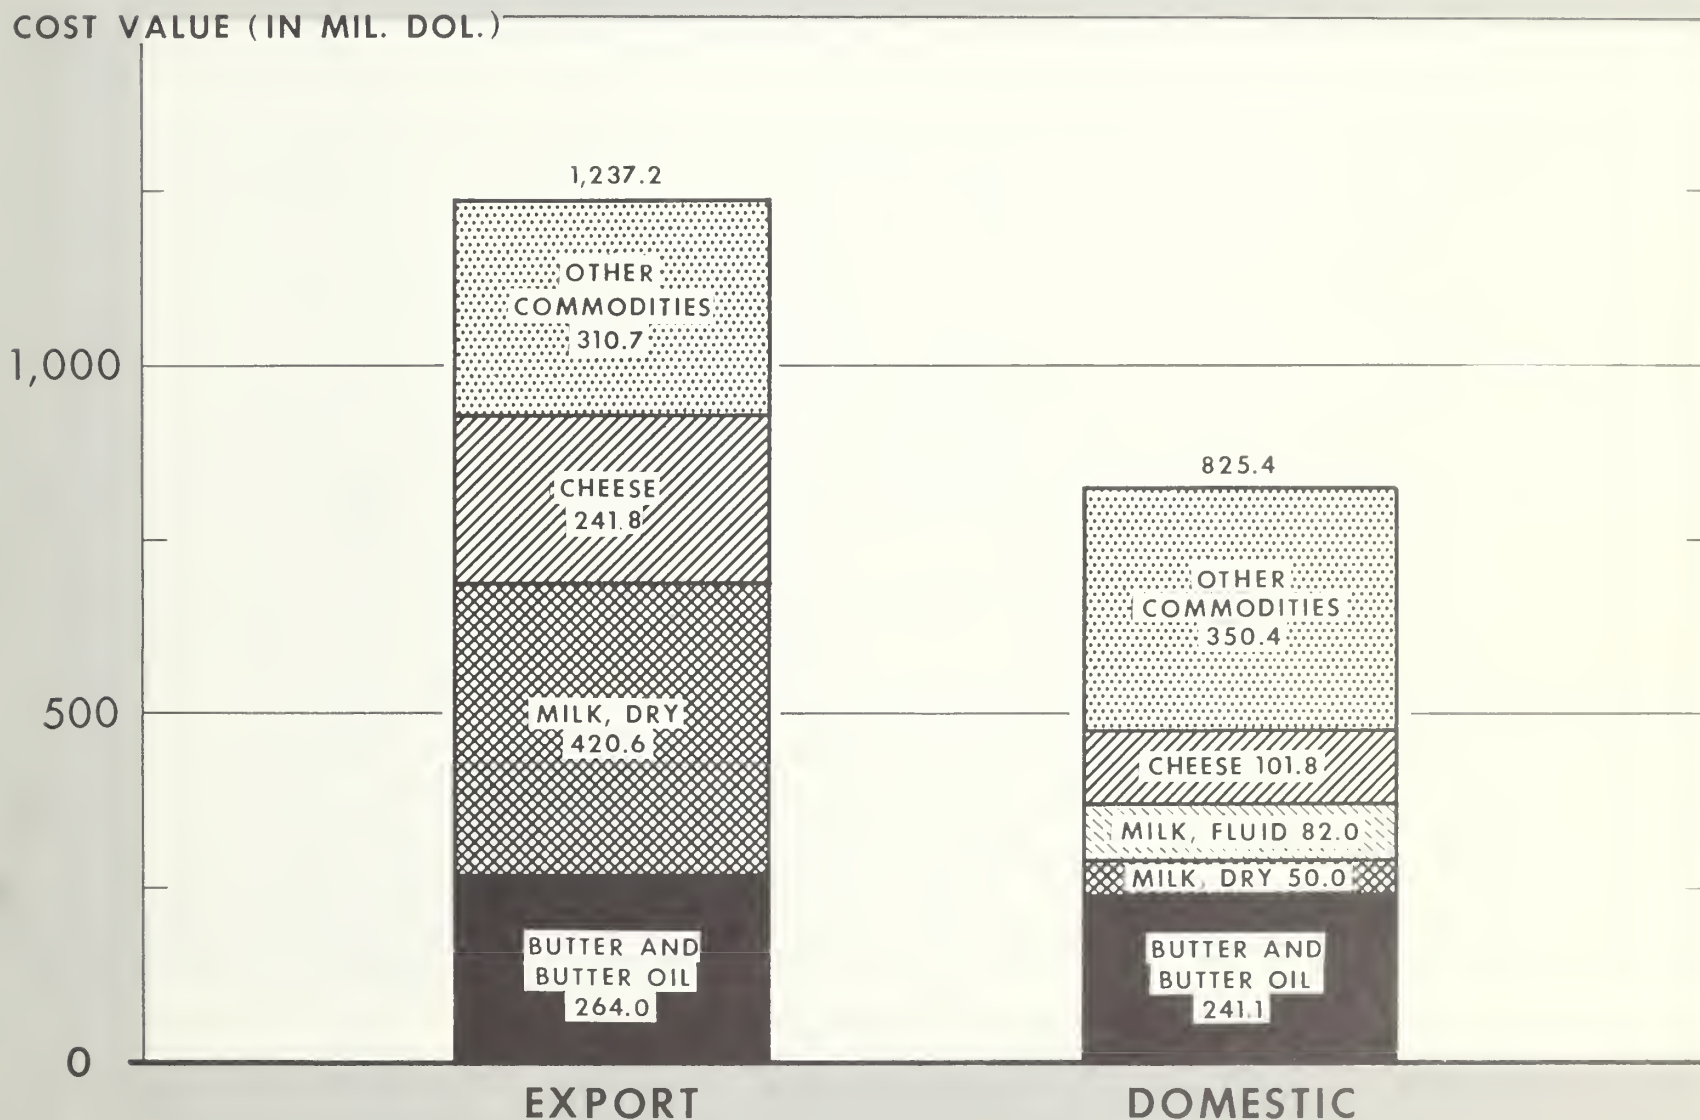 COST VALUE (IN MIL. DOL.)
1,237.2
OTHER
COMMODITIES
310.7
1,000
CHEESE
241.8
825.4
OTHER
COMMODITIES
350.4
500
MILK, DRY
420.6
CHEESE 101.8
MILK, FLUID 82.0
MILK, DRY 50.0
BUTTER AND
BUTTER OIL
264.0
BUTTER AND
BUTTER OIL
241.1
0
EXPORT
DOMESTIC